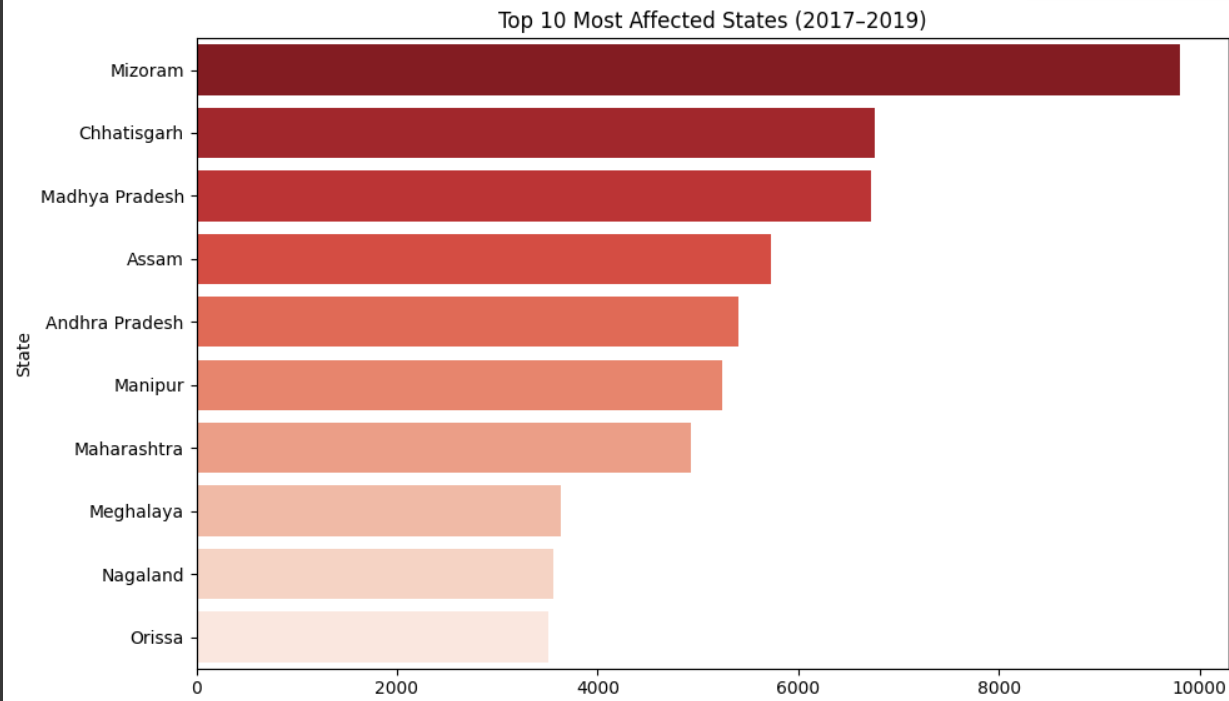 Top 10 Most Affected States (2017–2019)
Mizoram
Chhatisgarh
Madhya Pradesh
Assam
Andhra Pradesh
Manipur
Maharashtra
Meghalaya
Nagaland
Orissa
State
0 2000 4000 6000 8000 10000